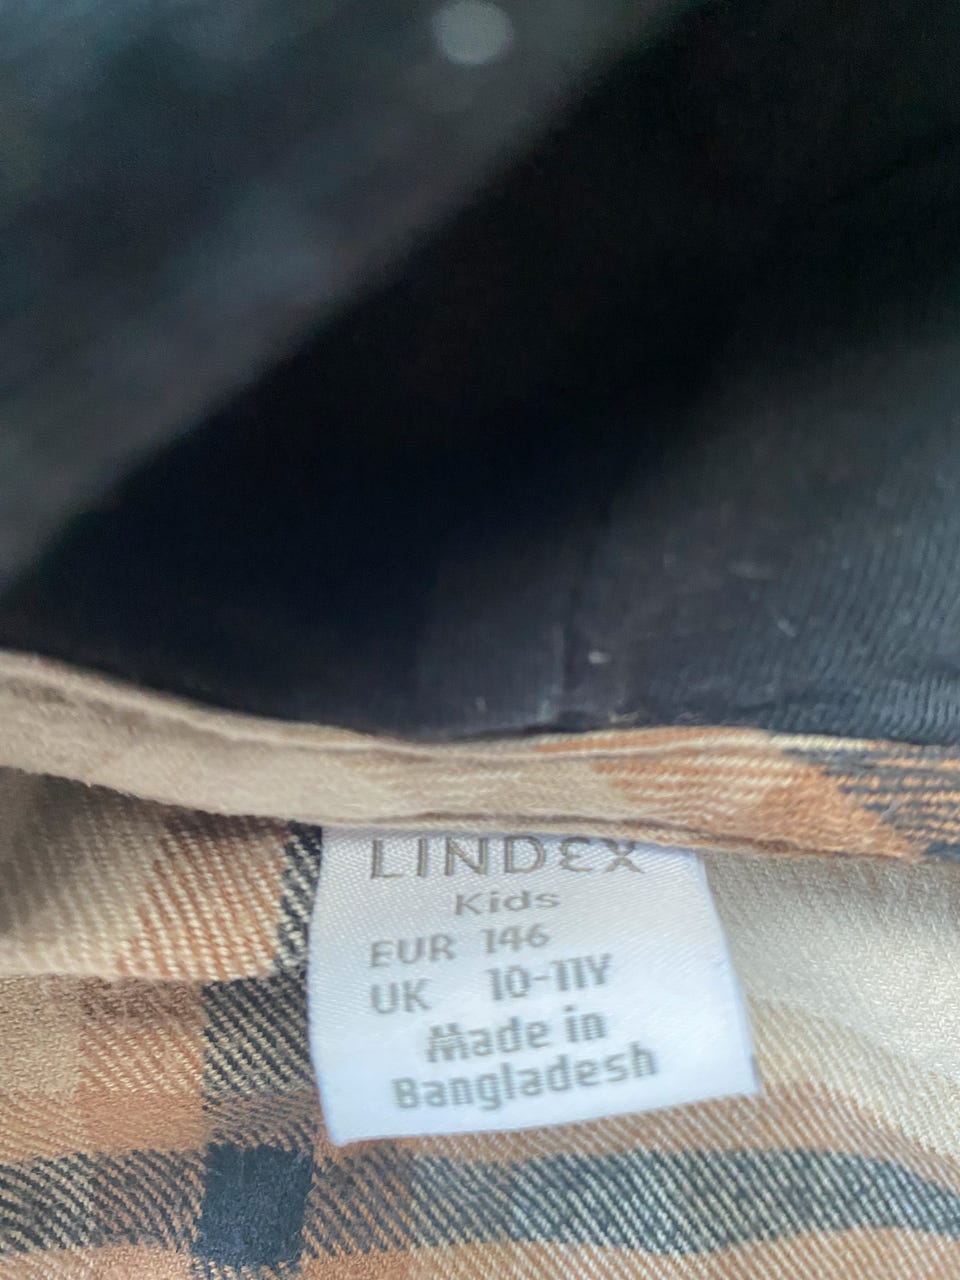 LINDEX
Kids
EUR 146
UK 10-11Y
Made in
Bangladesh